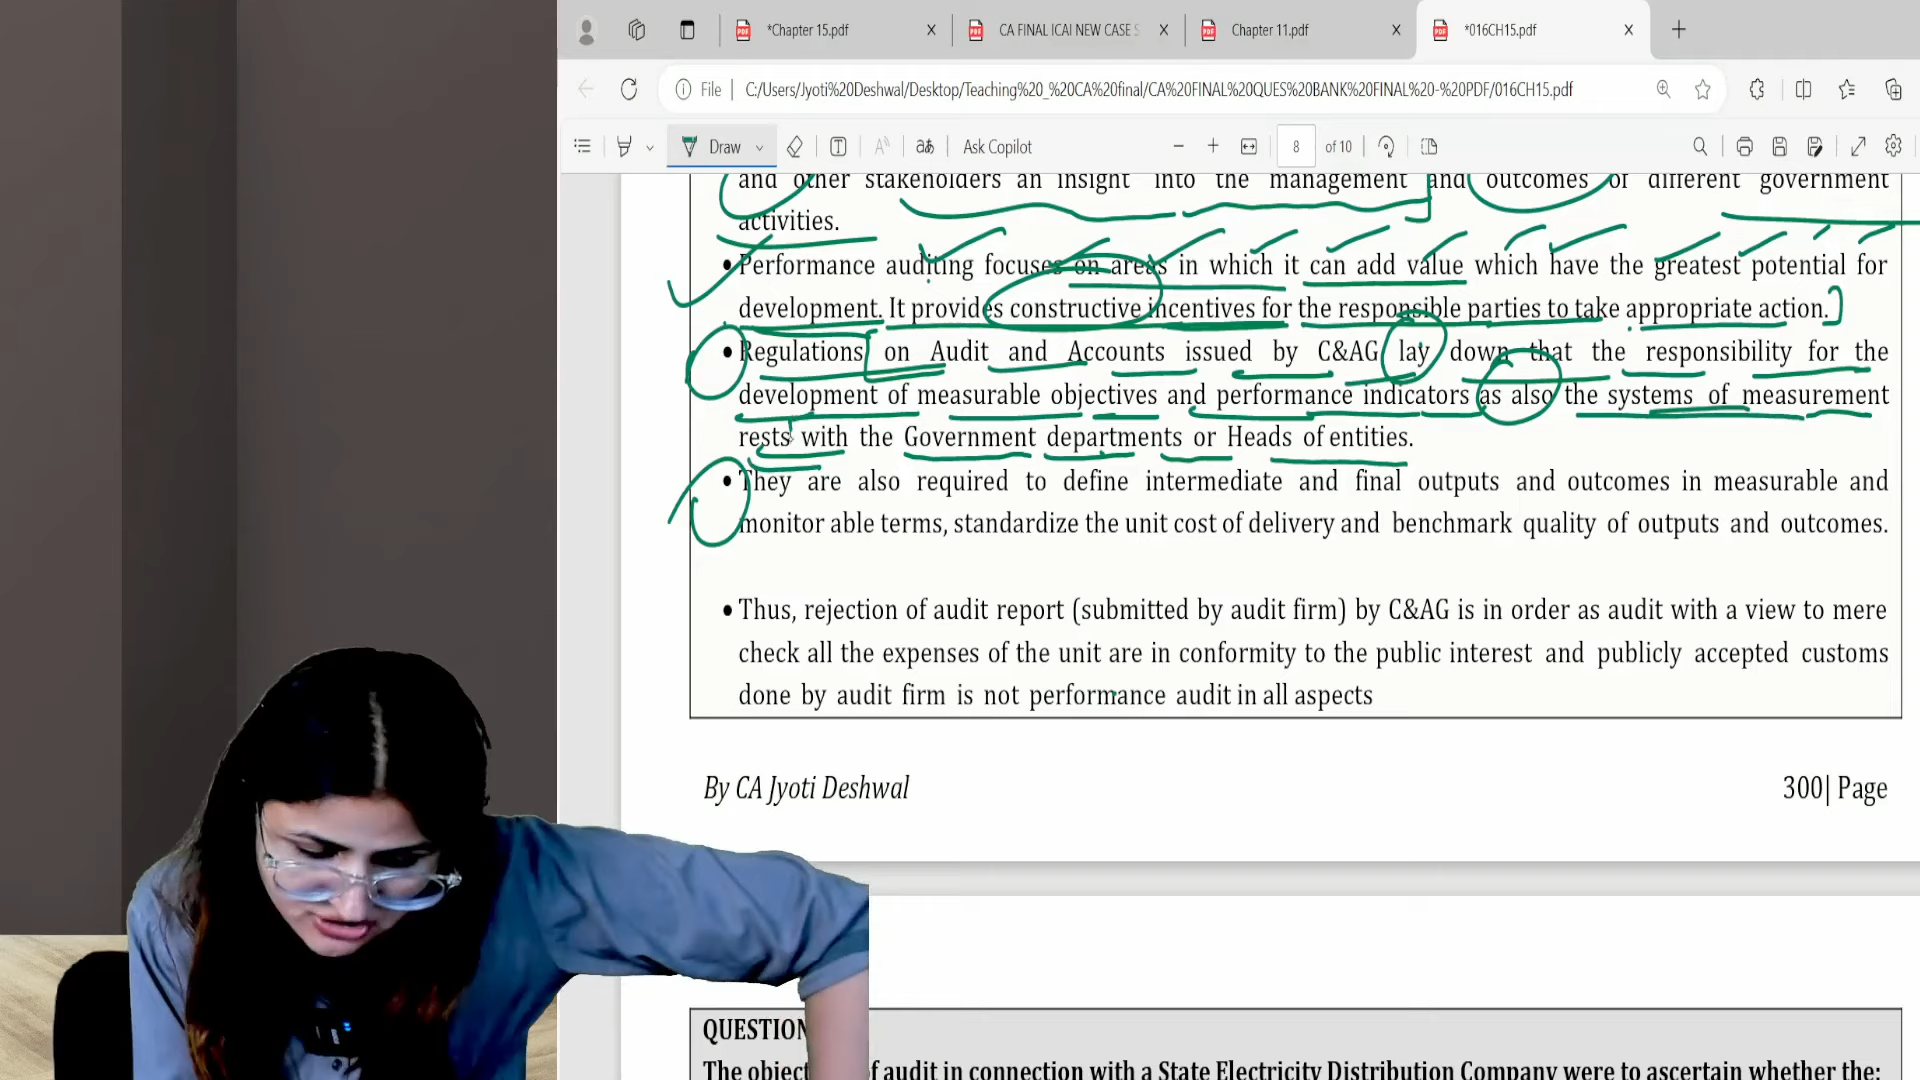 *Chapter 15.pdf
CA FINAL ICAI NEW CASE S
Chapter 11.pdf
*016CH15.pdf
File
C:/Users/Jyoti%20Deshwal/Desktop/Teaching%20_%20CA%20final/CA%20FINAL%20QUES%20BANK%20FINAL%20-%20PDF/016CH15.pdf
Draw
Ask Copilot
8
of 10
and other stakeholders an insight into the management and outcomes of different government
activities.
• Performance auditing focuses on areas in which it can add value which have the greatest potential for
development. It provides constructive incentives for the responsible parties to take appropriate action.
• Regulations on Audit and Accounts issued by C&AG lay down that the responsibility for the
development of measurable objectives and performance indicators as also the systems of measurement
rests with the Government departments or Heads of entities.
• They are also required to define intermediate and final outputs and outcomes in measurable and
monitor able terms, standardize the unit cost of delivery and benchmark quality of outputs and outcomes.
• Thus, rejection of audit report (submitted by audit firm) by C&AG is in order as audit with a view to mere
check all the expenses of the unit are in conformity to the public interest and publicly accepted customs
done by audit firm is not performance audit in all aspects
By CA Jyoti Deshwal
300| Page
QUESTION
The object f audit in connection with a State Electricity Distribution Company were to ascertain whether the: